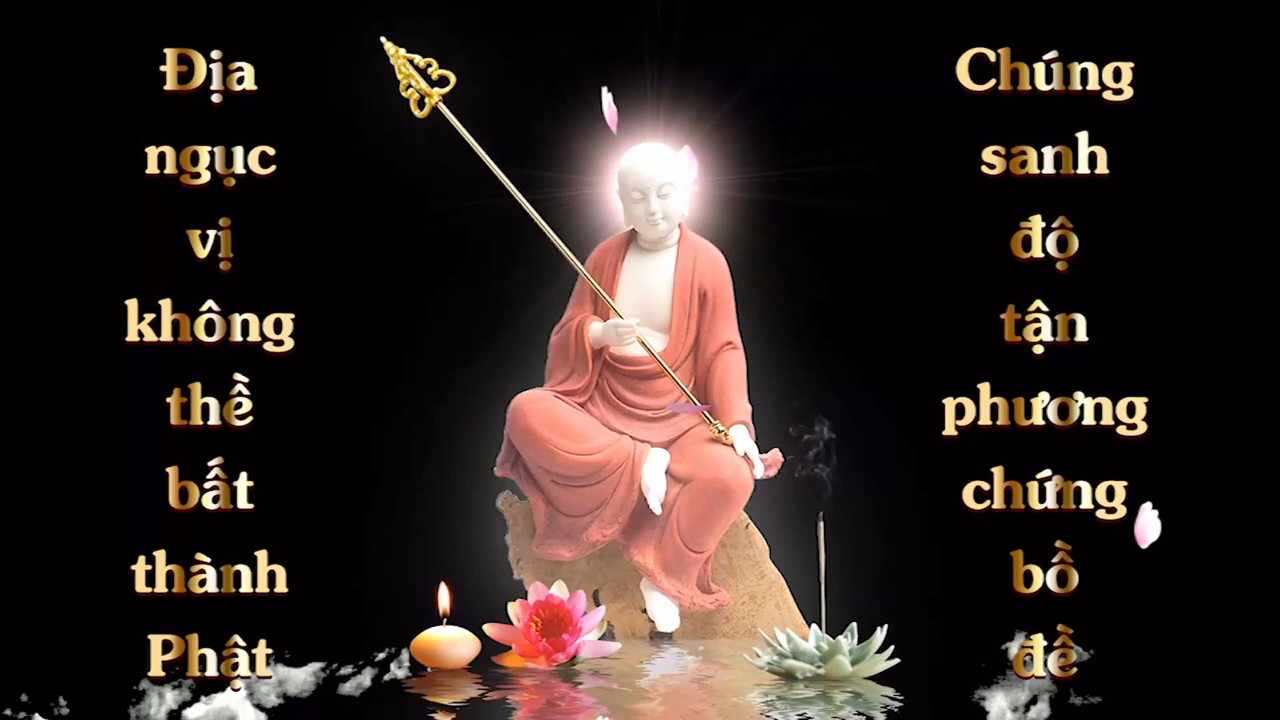 Địa
ngục
vị
không
thề
bất
thành
Phật
Chúng
sanh
độ
tận
phương
chứng
bồ
đề